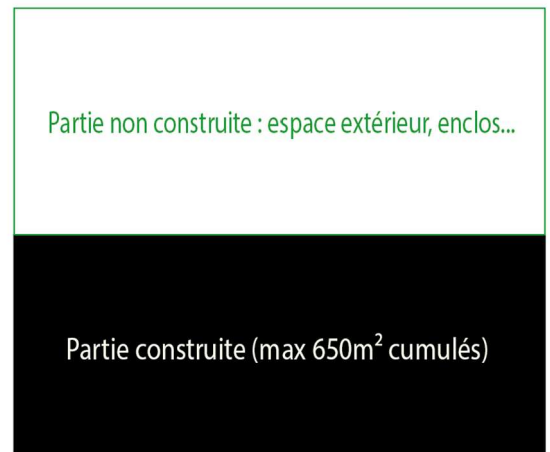 Partie non construite : espace extérieur, enclos...
Partie construite (max 650m² cumulés)